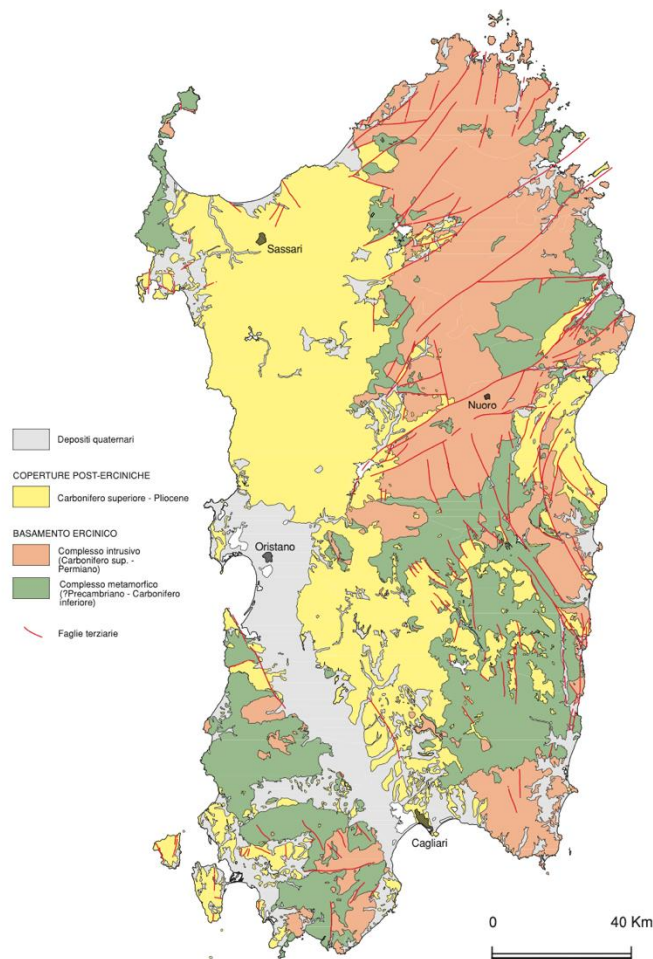 Sassari
Nuoro
Depositi quaternari
COPERTURE POST-ERCINICHE
Carbonifero superiore - Pliocene
BASAMENTO ERCINICO
Complesso intrusivo
(Carbonifero sup. -
Permiano)
Complesso metamorfico
(?Precambriano - Carbonifero
inferiore)
Faglie terziarie
Oristano
Cagliari
0 40 Km